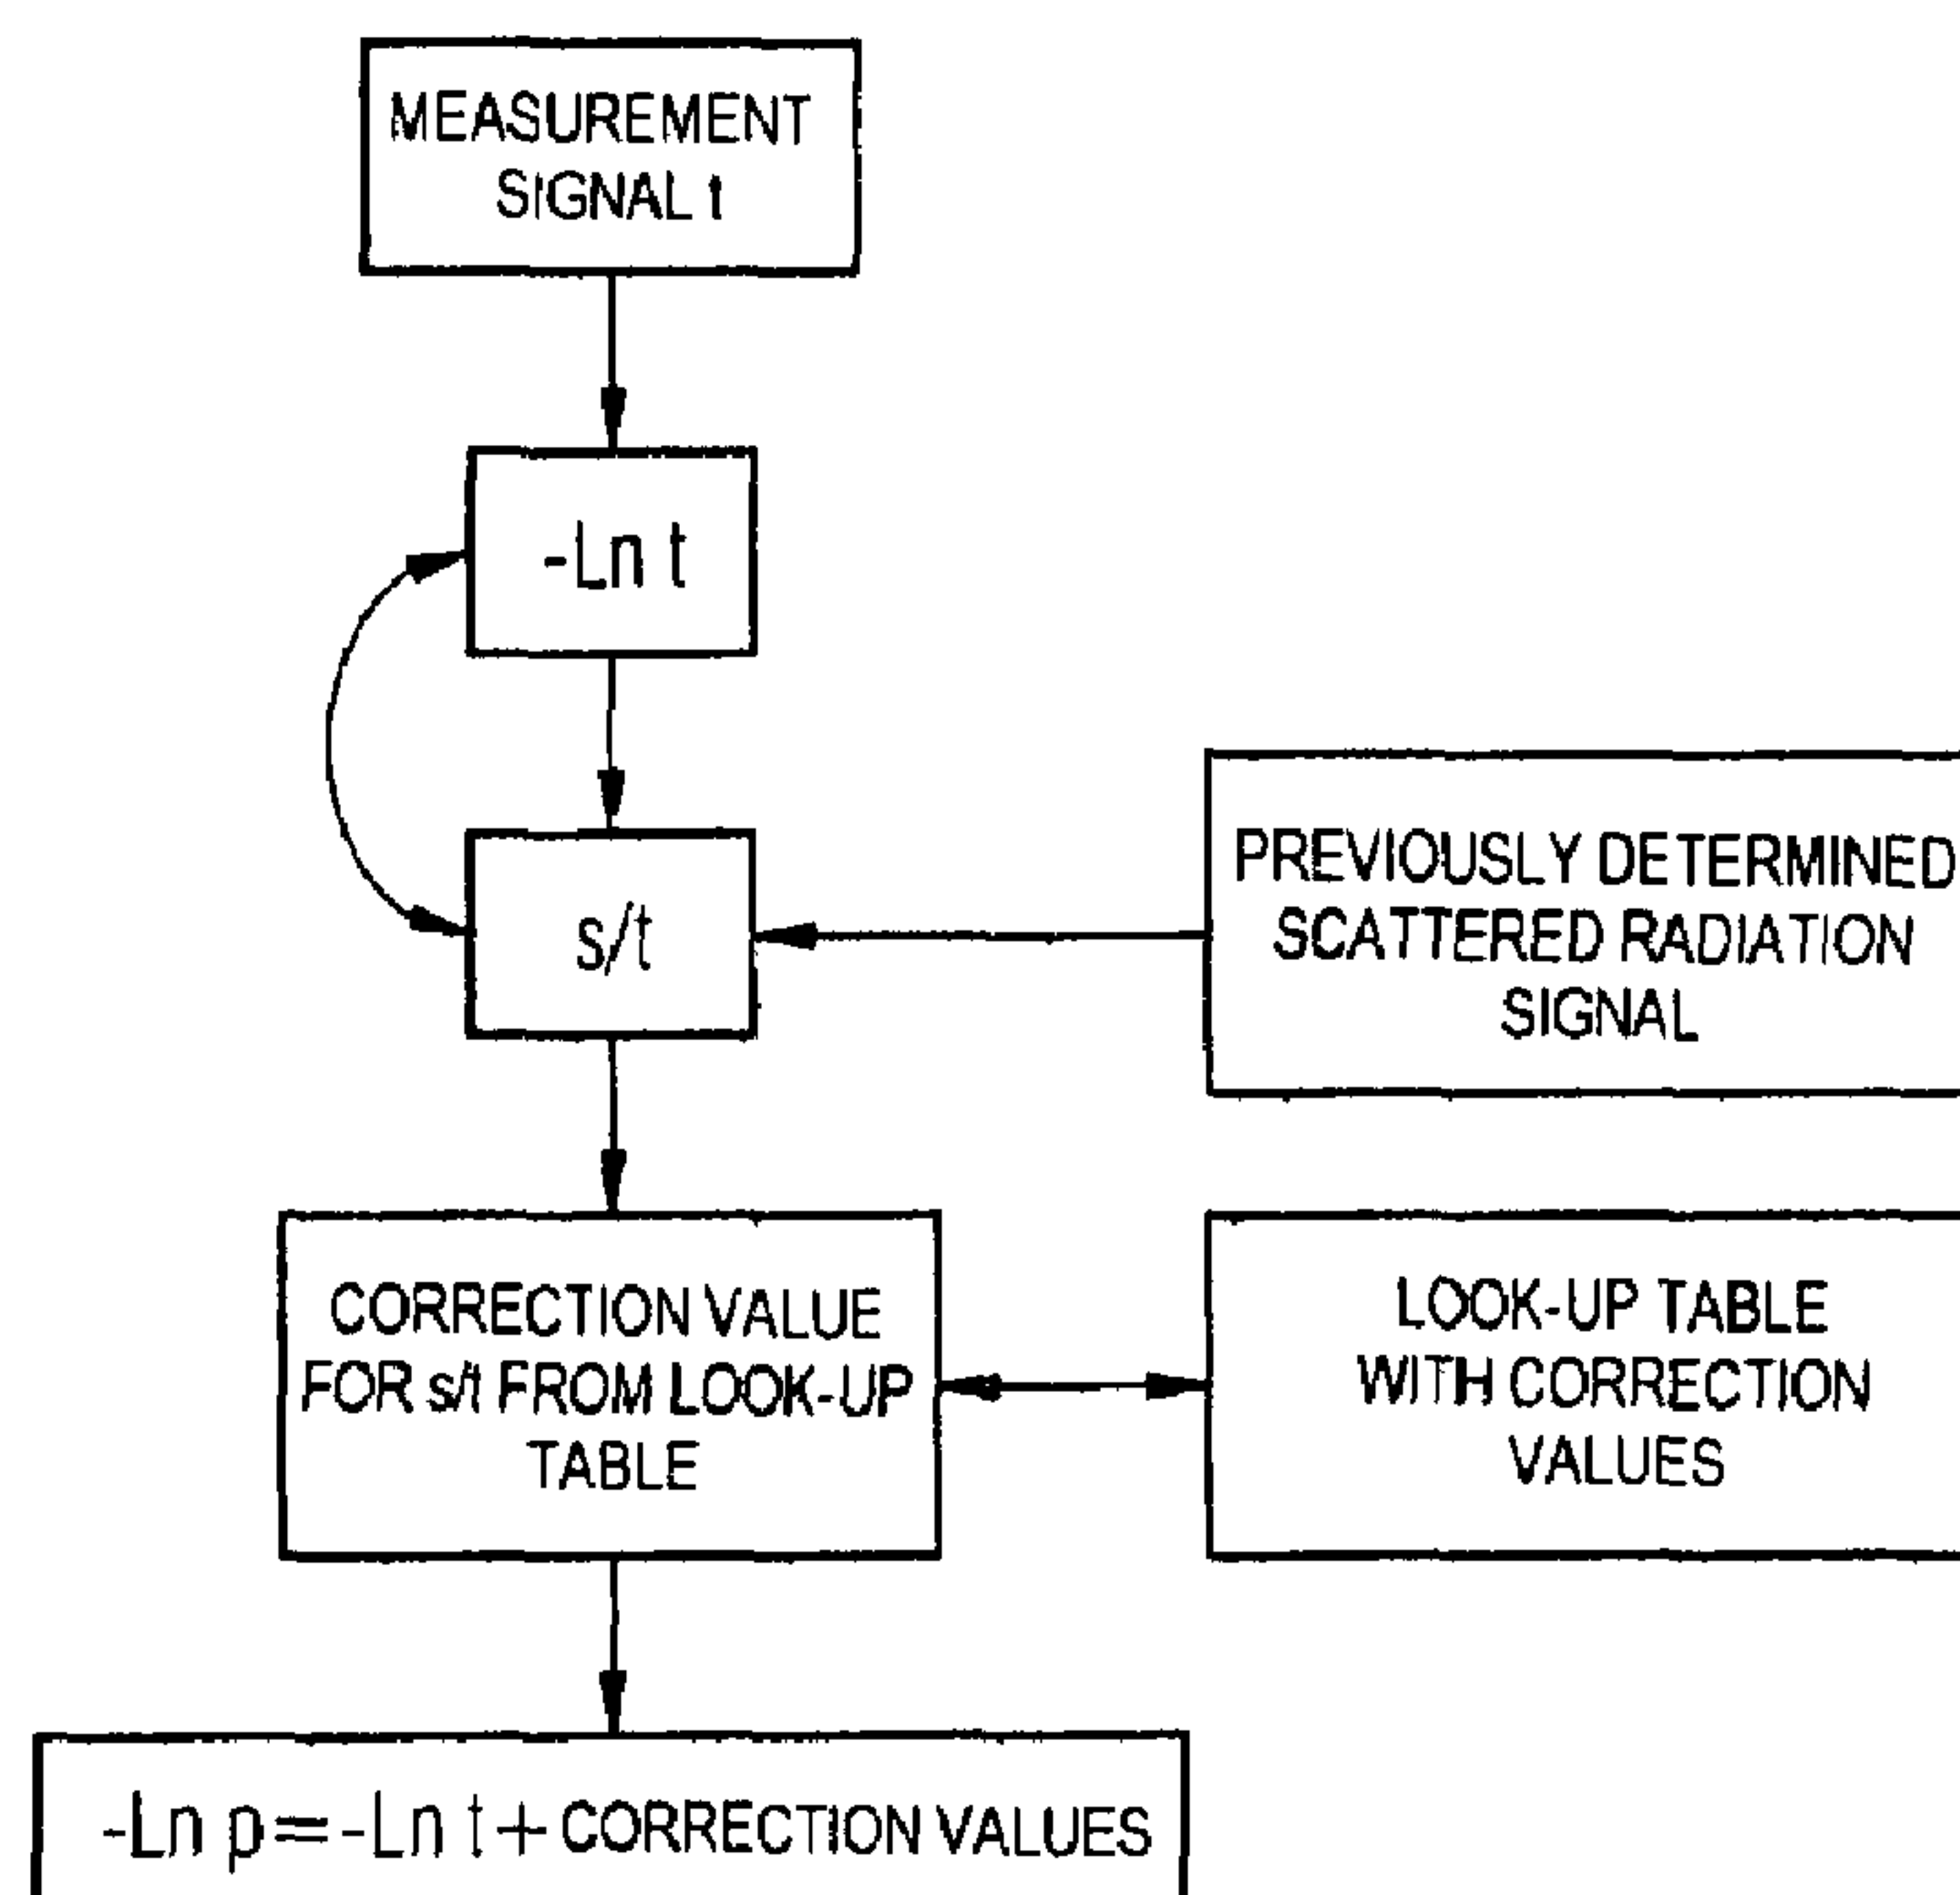 MEASUREMENT
SIGNAL t
-Ln t
s/t
PREVIOUSLY DETERMINED
SCATTERED RADIATION
SIGNAL
CORRECTION VALUE
FOR s/t FROM LOOK-UP
TABLE
LOOK-UP TABLE
WITH CORRECTION
VALUES
-Ln p = -Ln t + CORRECTION VALUES